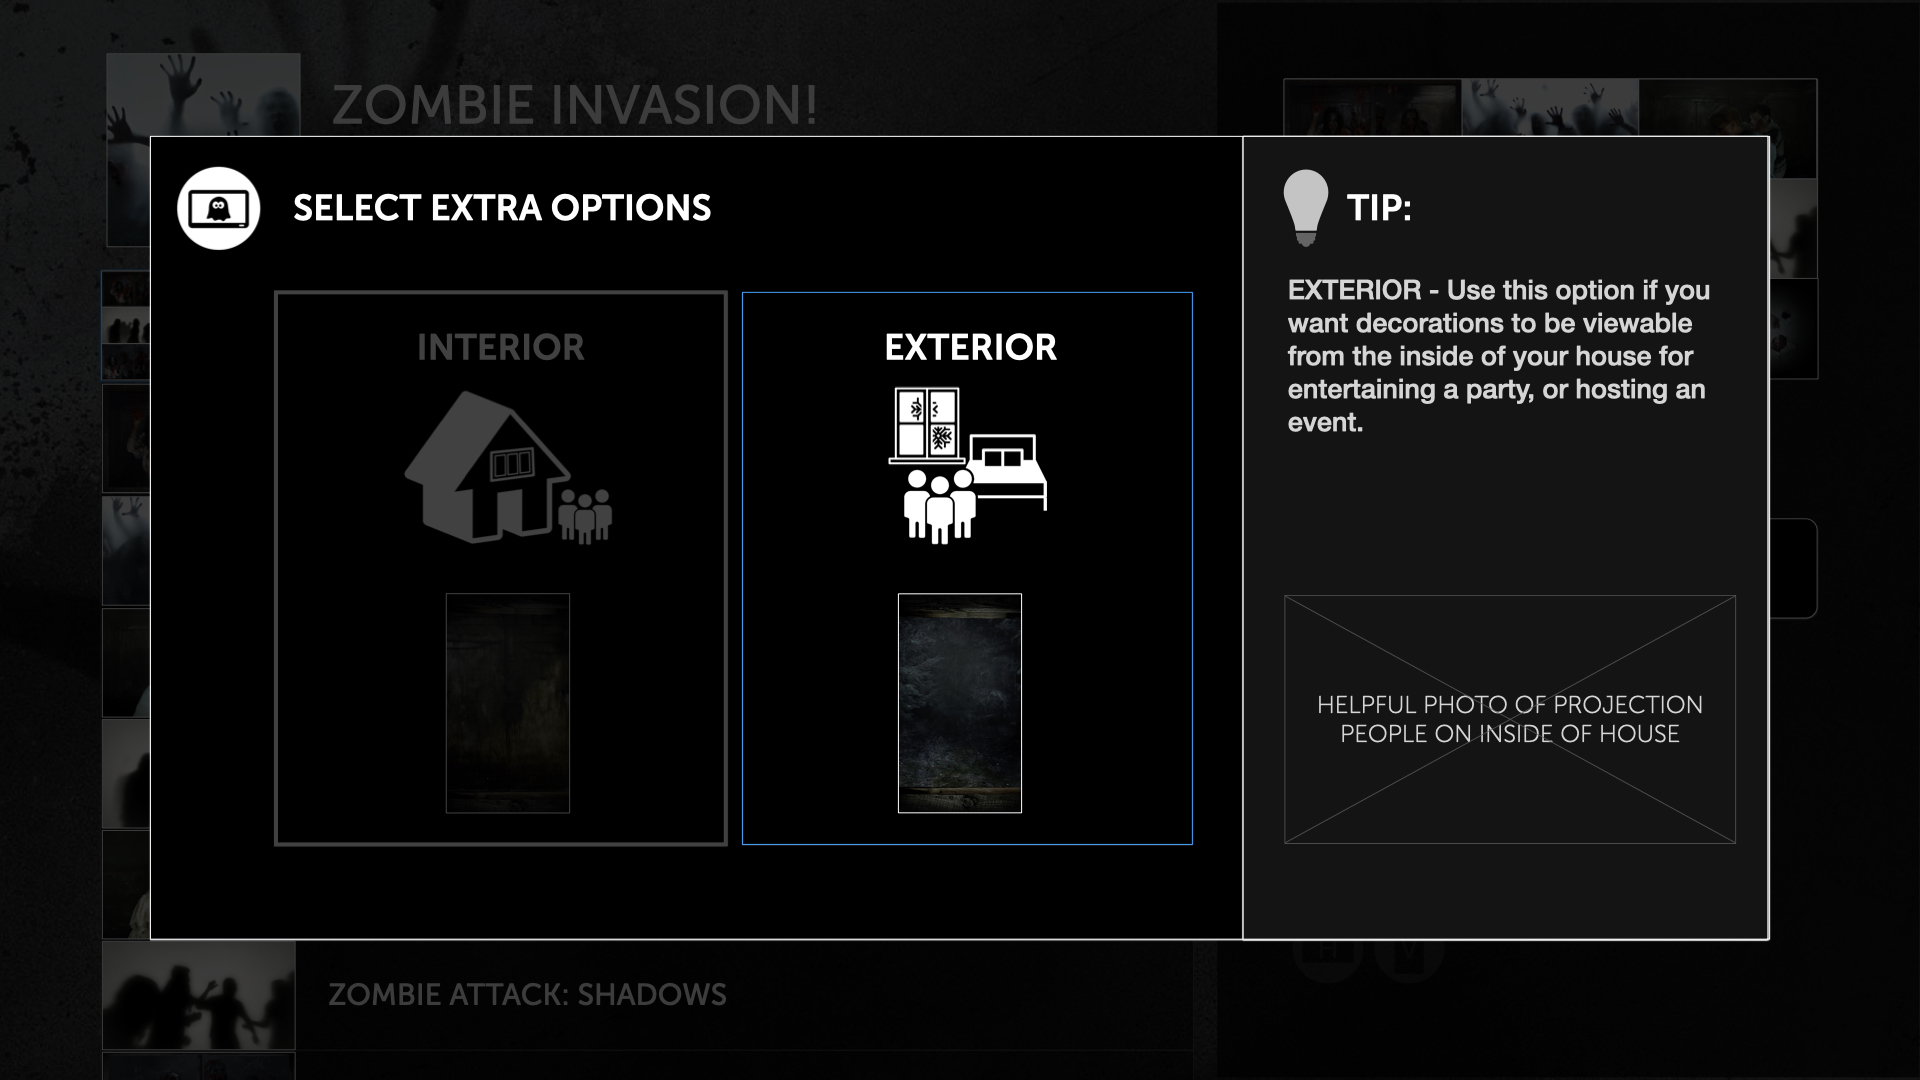 ZOMBIE INVASION!
SELECT EXTRA OPTIONS
INTERIOR
EXTERIOR
TIP:
EXTERIOR - Use this option if you
want decorations to be viewable
from the inside of your house for
entertaining a party, or hosting an
event.
HELPFUL PHOTO OF PROJECTION
PEOPLE ON INSIDE OF HOUSE
H V
ZOMBIE ATTACK: SHADOWS